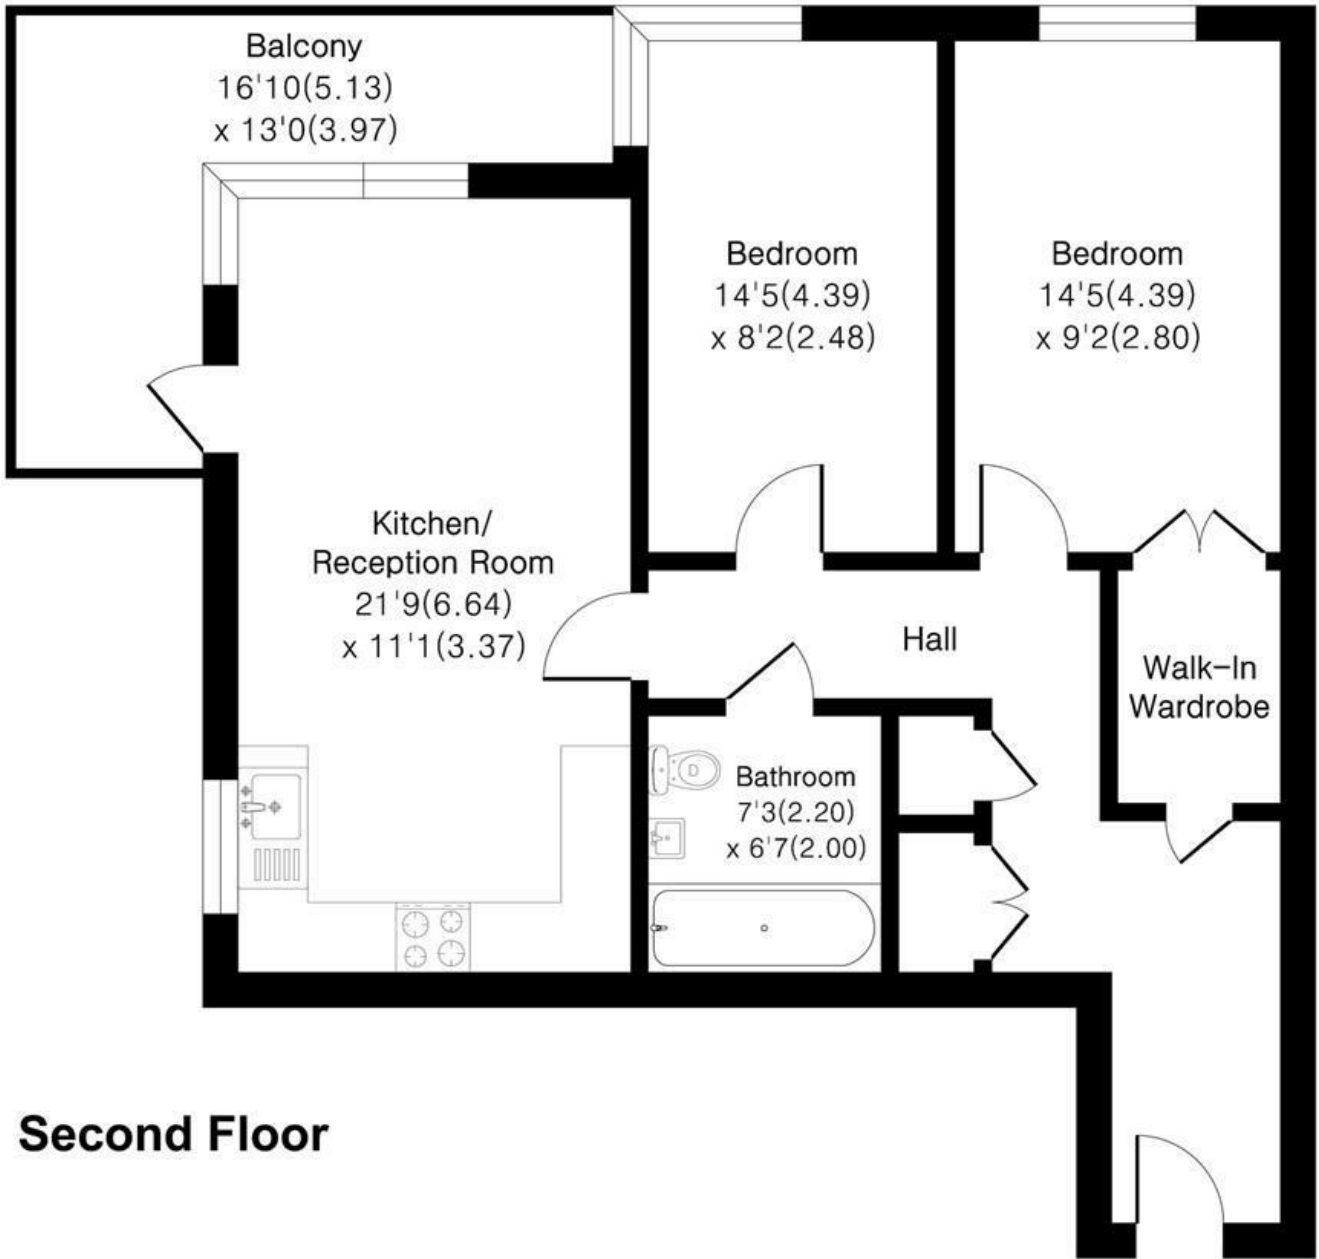 Balcony
16'10(5.13)
x 13'0(3.97)
Bedroom
14'5(4.39)
x 8'2(2.48)
Bedroom
14'5(4.39)
x 9'2(2.80)
Kitchen/
Reception Room
21'9(6.64)
x 11'1(3.37)
Hall
Walk-In
Wardrobe
Bathroom
7'3(2.20)
x 6'7(2.00)
Second Floor